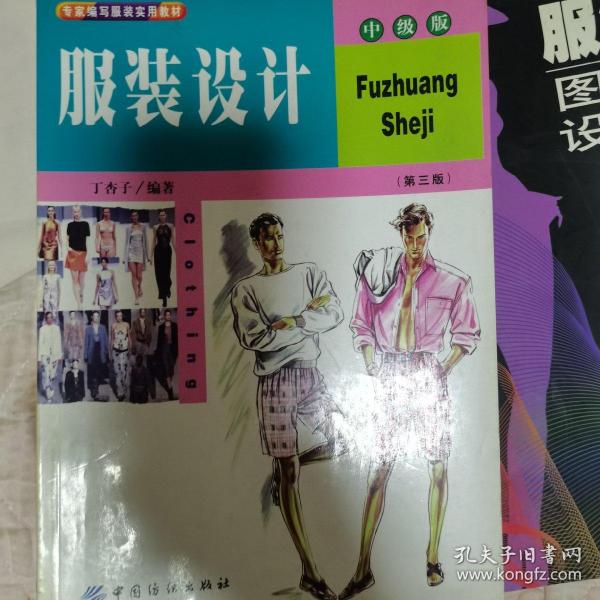 专家编写服装实用教材
中级版
服装设计
Fuzhuang
Sheji
(第三版)
丁杏子/编著
Clothing
中国纺织出版社
服
图
设
孔夫子旧书网
www.kongfz.com